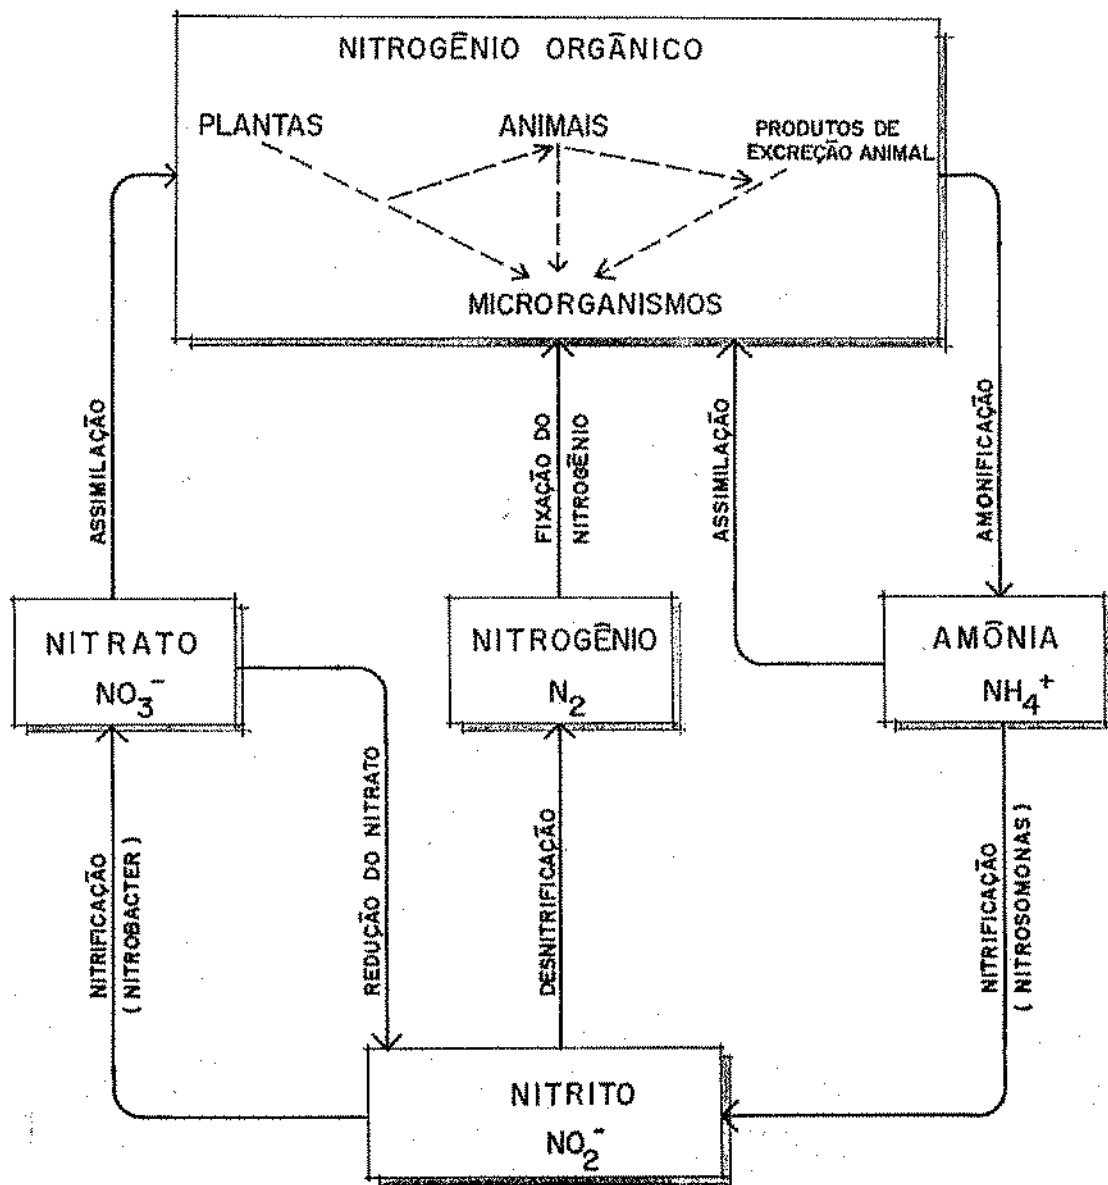 NITROGÊNIO ORGÂNICO
PLANTAS
ANIMAIS
PRODUTOS DE
EXCREÇÃO ANIMAL
MICRORGANISMOS
ASSIMILAÇÃO
FIXAÇÃO DO
NITROGÊNIO
ASSIMILAÇÃO
AMONIFICAÇÃO
NITRATO
NO₃⁻
NITROGÊNIO
N₂
AMÔNIA
NH₄⁺
NITRIFICAÇÃO
(NITROBACTER)
REDUÇÃO DO NITRATO
DESNITRIFICAÇÃO
NITRIFICAÇÃO
(NITROSOMONAS)
NITRITO
NO₂⁻